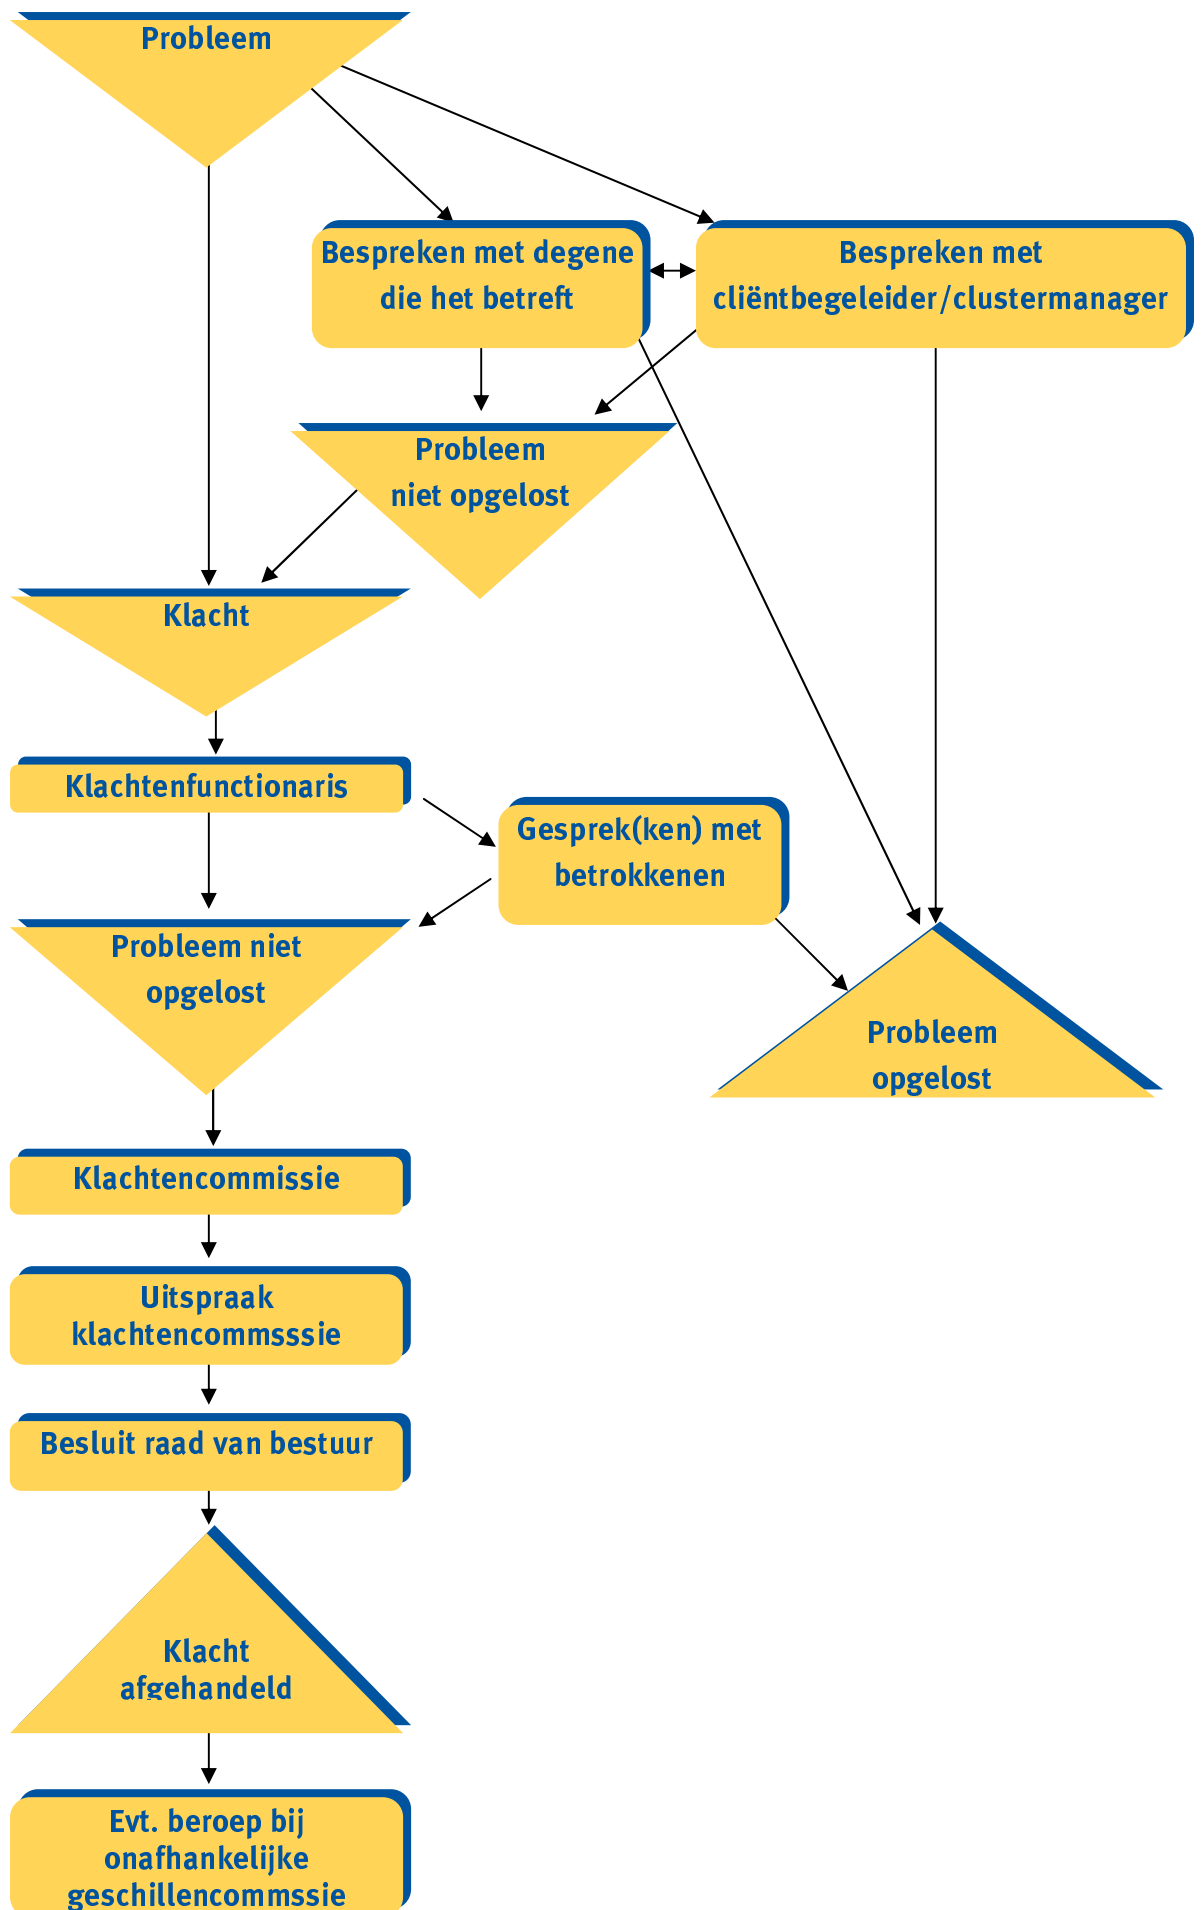 Probleem
Bespreken met degene
die het betreft
Bespreken met
cliëntbegeleider/clustermanager
Probleem
niet opgelost
Klacht
Klachtenfunctionaris
Gesprek(ken) met
betrokkenen
Probleem niet
opgelost
Probleem
opgelost
Klachtencommissie
Uitspraak
klachtencommsssie
Besluit raad van bestuur
Klacht
afgehandeld
Evt. beroep bij
onafhankelijke
geschillencommssie